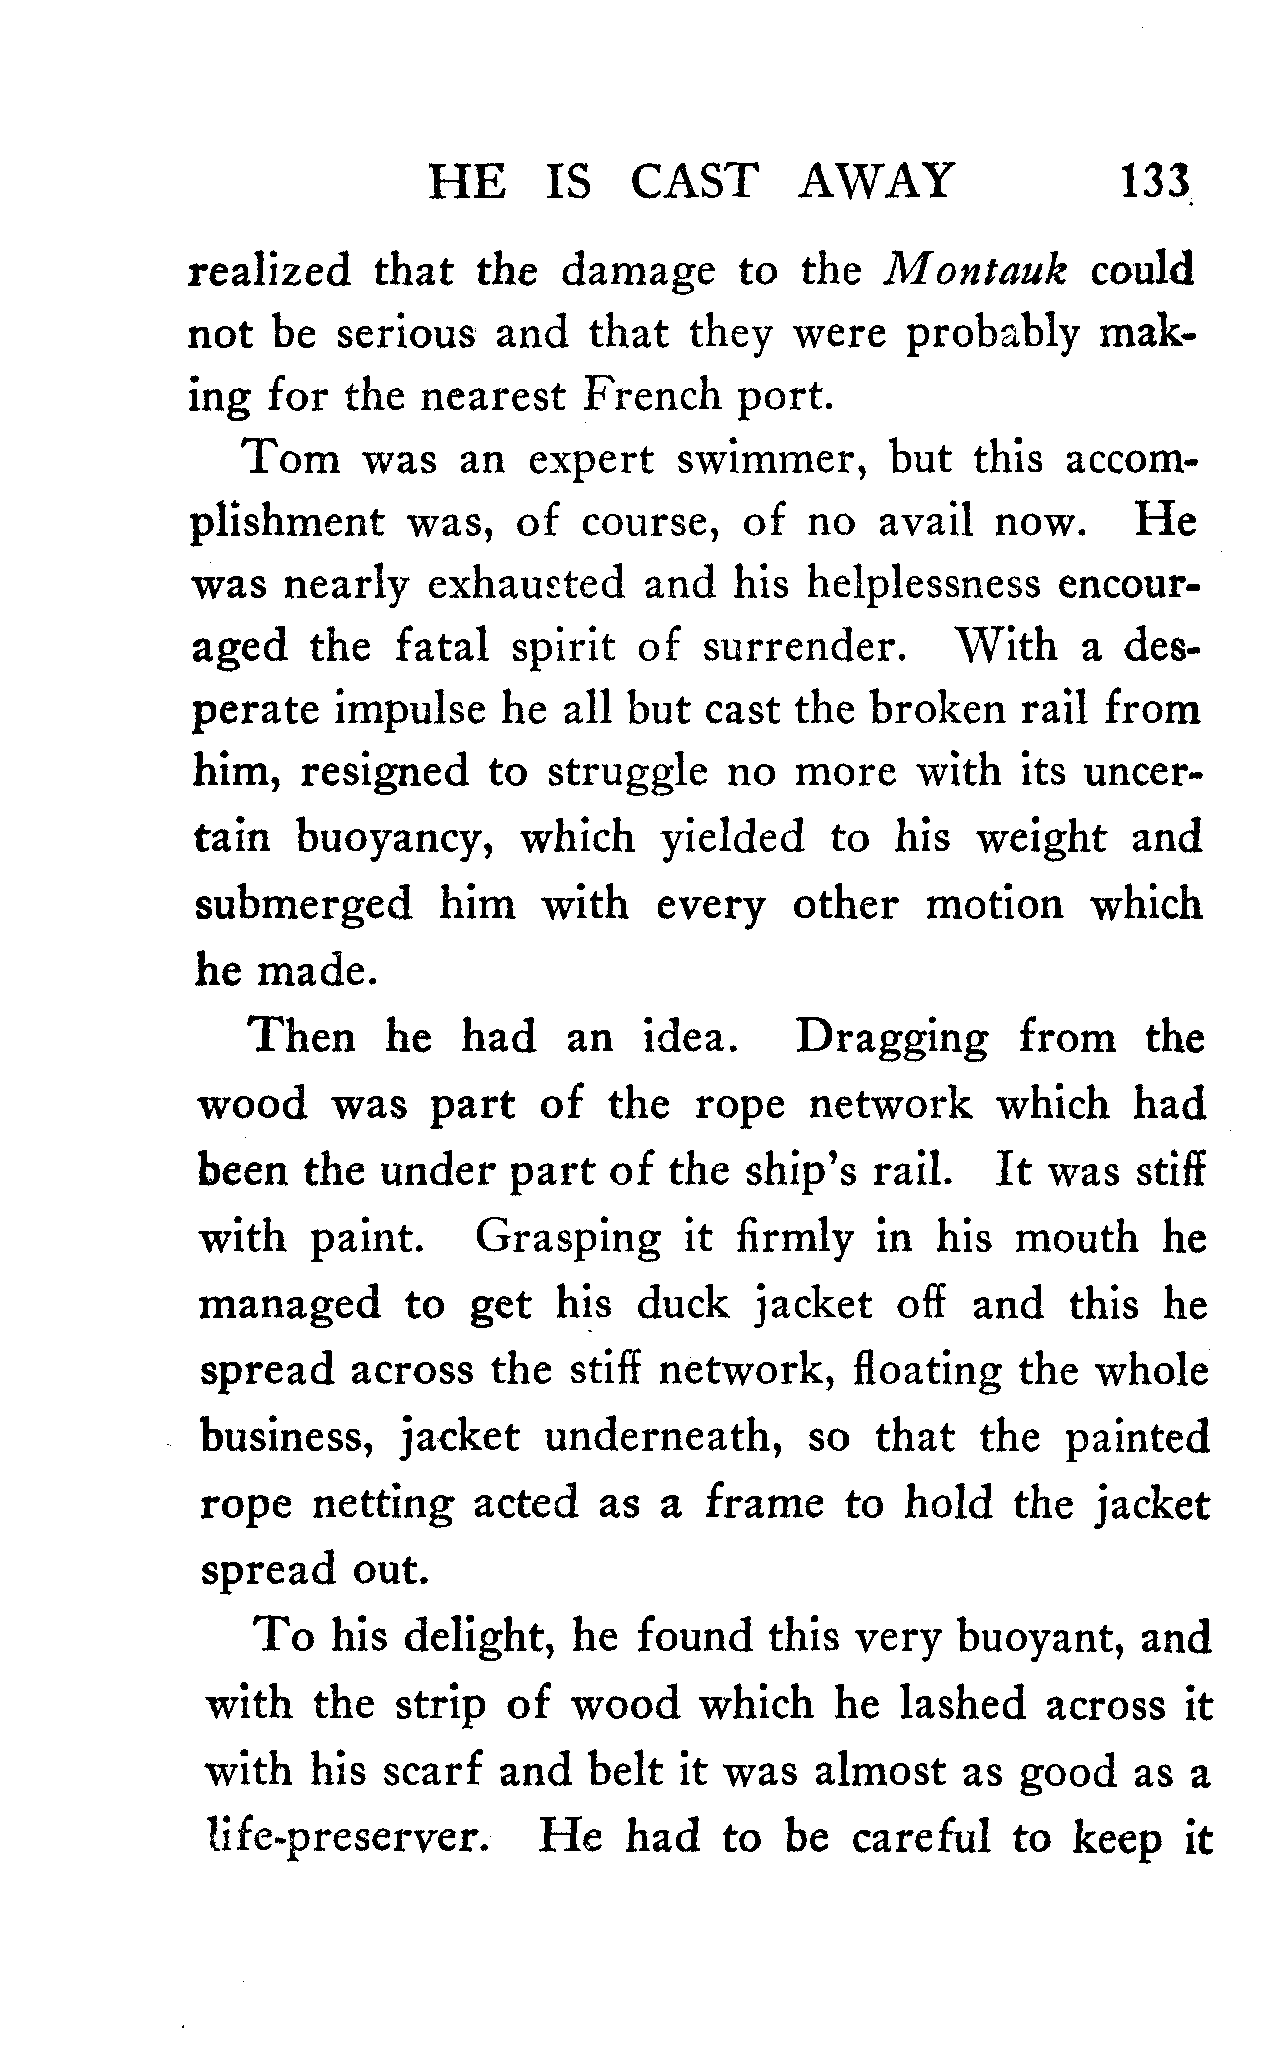 HE IS CAST AWAY 133
realized that the damage to the Montauk could
not be serious and that they were probably mak-
ing for the nearest French port.
Tom was an expert swimmer, but this accom-
plishment was, of course, of no avail now. He
was nearly exhausted and his helplessness encour-
aged the fatal spirit of surrender. With a des-
perate impulse he all but cast the broken rail from
him, resigned to struggle no more with its uncer-
tain buoyancy, which yielded to his weight and
submerged him with every other motion which
he made.
Then he had an idea. Dragging from the
wood was part of the rope network which had
been the under part of the ship's rail. It was stiff
with paint. Grasping it firmly in his mouth he
managed to get his duck jacket off and this he
spread across the stiff network, floating the whole
business, jacket underneath, so that the painted
rope netting acted as a frame to hold the jacket
spread out.
To his delight, he found this very buoyant, and
with the strip of wood which he lashed across it
with his scarf and belt it was almost as good as a
life-preserver. He had to be careful to keep it